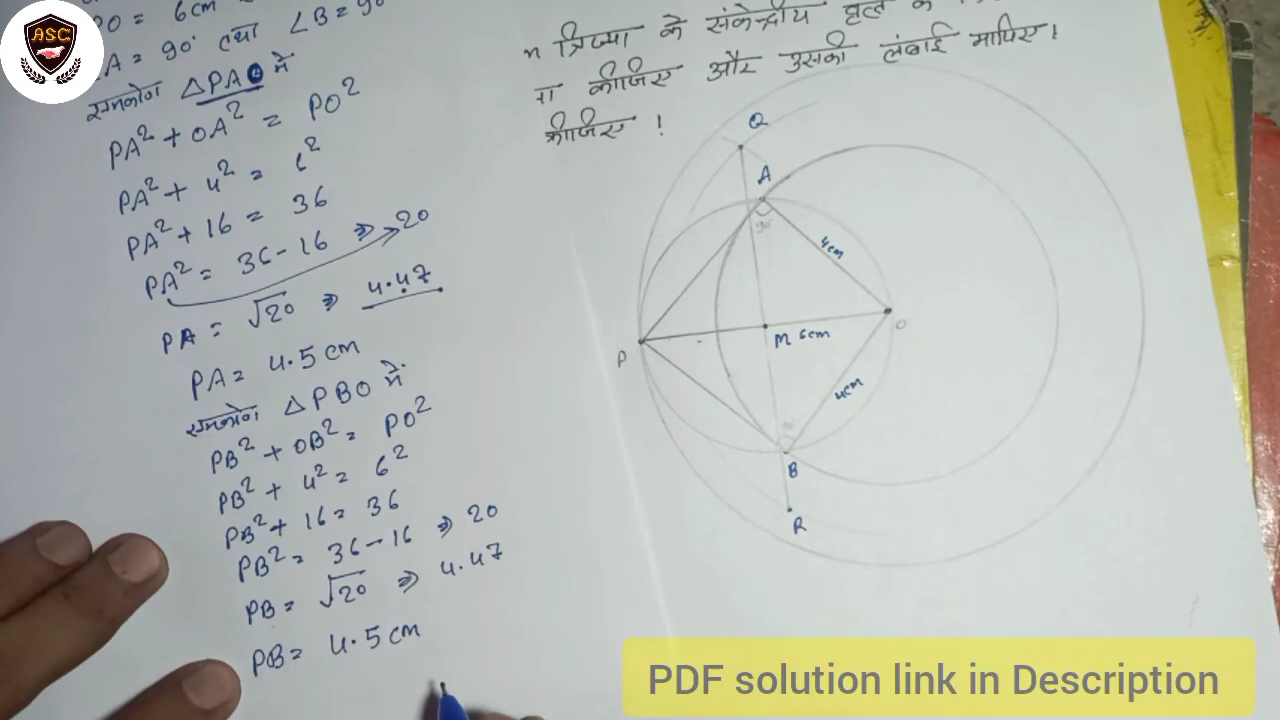 ASC
PO = 6cm
A = 90° तथा ∠B = 90
समकोण △PAO में
PA² + OA² = PO²
PA² + 4² = 6²
PA² + 16 = 36
PA² = 36 - 16 ⇒ 20
PA = √20 ⇒ 4.47
PA = 4.5 cm
समकोण △PBO में
PB² + OB² = PO²
PB² + 4² = 6²
PB² + 16 = 36
PB² = 36 - 16 ⇒ 20
PB = √20 ⇒ 4.47
PB = 4.5 cm
त्रिज्या के संकेन्द्रीय वृत्त के
ना कीजिए और उसकी लंबाई मापिए।
कीजिए !
Q
A
90°
4cm
P
M 6cm
O
4cm
B
R
PDF solution link in Description